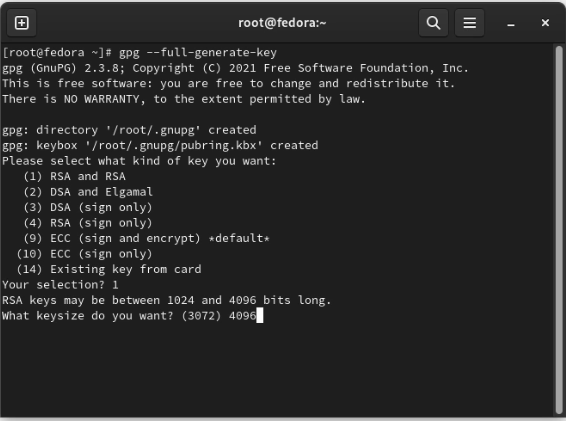 root@fedora:~
[root@fedora ~]# gpg --full-generate-key
gpg (GnuPG) 2.3.8; Copyright (C) 2021 Free Software Foundation, Inc.
This is free software: you are free to change and redistribute it.
There is NO WARRANTY, to the extent permitted by law.

gpg: directory '/root/.gnupg' created
gpg: keybox '/root/.gnupg/pubring.kbx' created
Please select what kind of key you want:
   (1) RSA and RSA
   (2) DSA and Elgamal
   (3) DSA (sign only)
   (4) RSA (sign only)
   (9) ECC (sign and encrypt) *default*
  (10) ECC (sign only)
  (14) Existing key from card
Your selection? 1
RSA keys may be between 1024 and 4096 bits long.
What keysize do you want? (3072) 4096